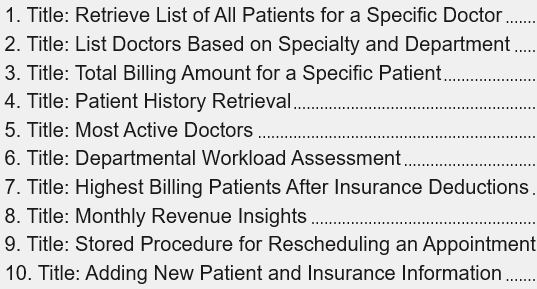 1. Title: Retrieve List of All Patients for a Specific Doctor .......
2. Title: List Doctors Based on Specialty and Department .....
3. Title: Total Billing Amount for a Specific Patient.....................
4. Title: Patient History Retrieval.......................................................
5. Title: Most Active Doctors ...............................................................
6. Title: Departmental Workload Assessment..............................
7. Title: Highest Billing Patients After Insurance Deductions .
8. Title: Monthly Revenue Insights ...................................................
9. Title: Stored Procedure for Rescheduling an Appointment
10. Title: Adding New Patient and Insurance Information .......